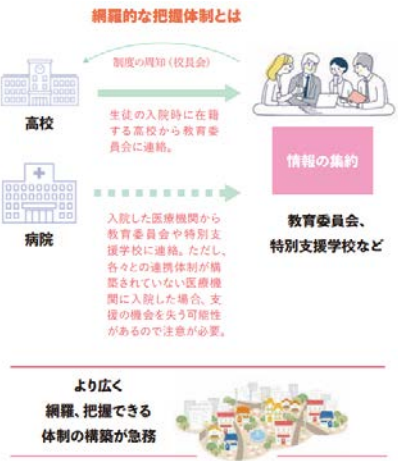 網羅的な把握体制とは
制度の周知（校長会）
高校
生徒の入院時に在籍
する高校から教育委
員会に連絡。
情報の集約
病院
入院した医療機関から
教育委員会や特別支
援学校に連絡。ただし、
各々との連携体制が構
築されていない医療機
関に入院した場合、支
援の機会を失う可能性
があるので注意が必要。
教育委員会、
特別支援学校など
より広く
網羅、把握できる
体制の構築が急務